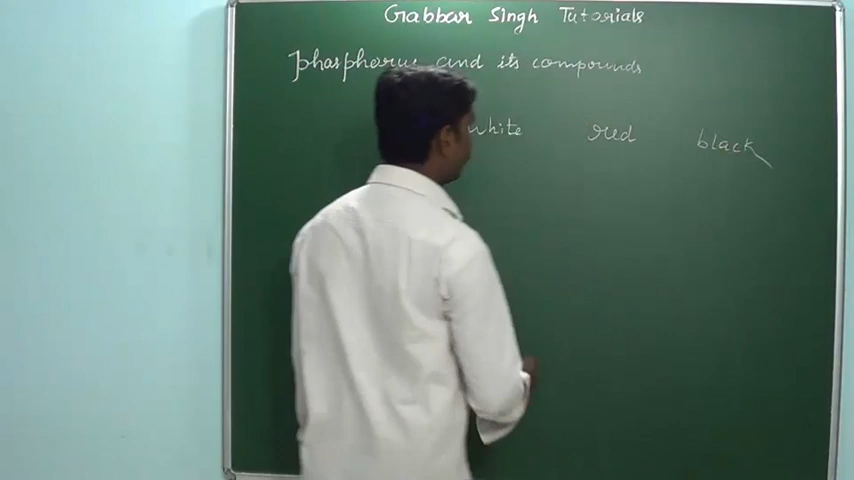 Gabbar Singh Tutorials
phosphorus and its compounds
white red black